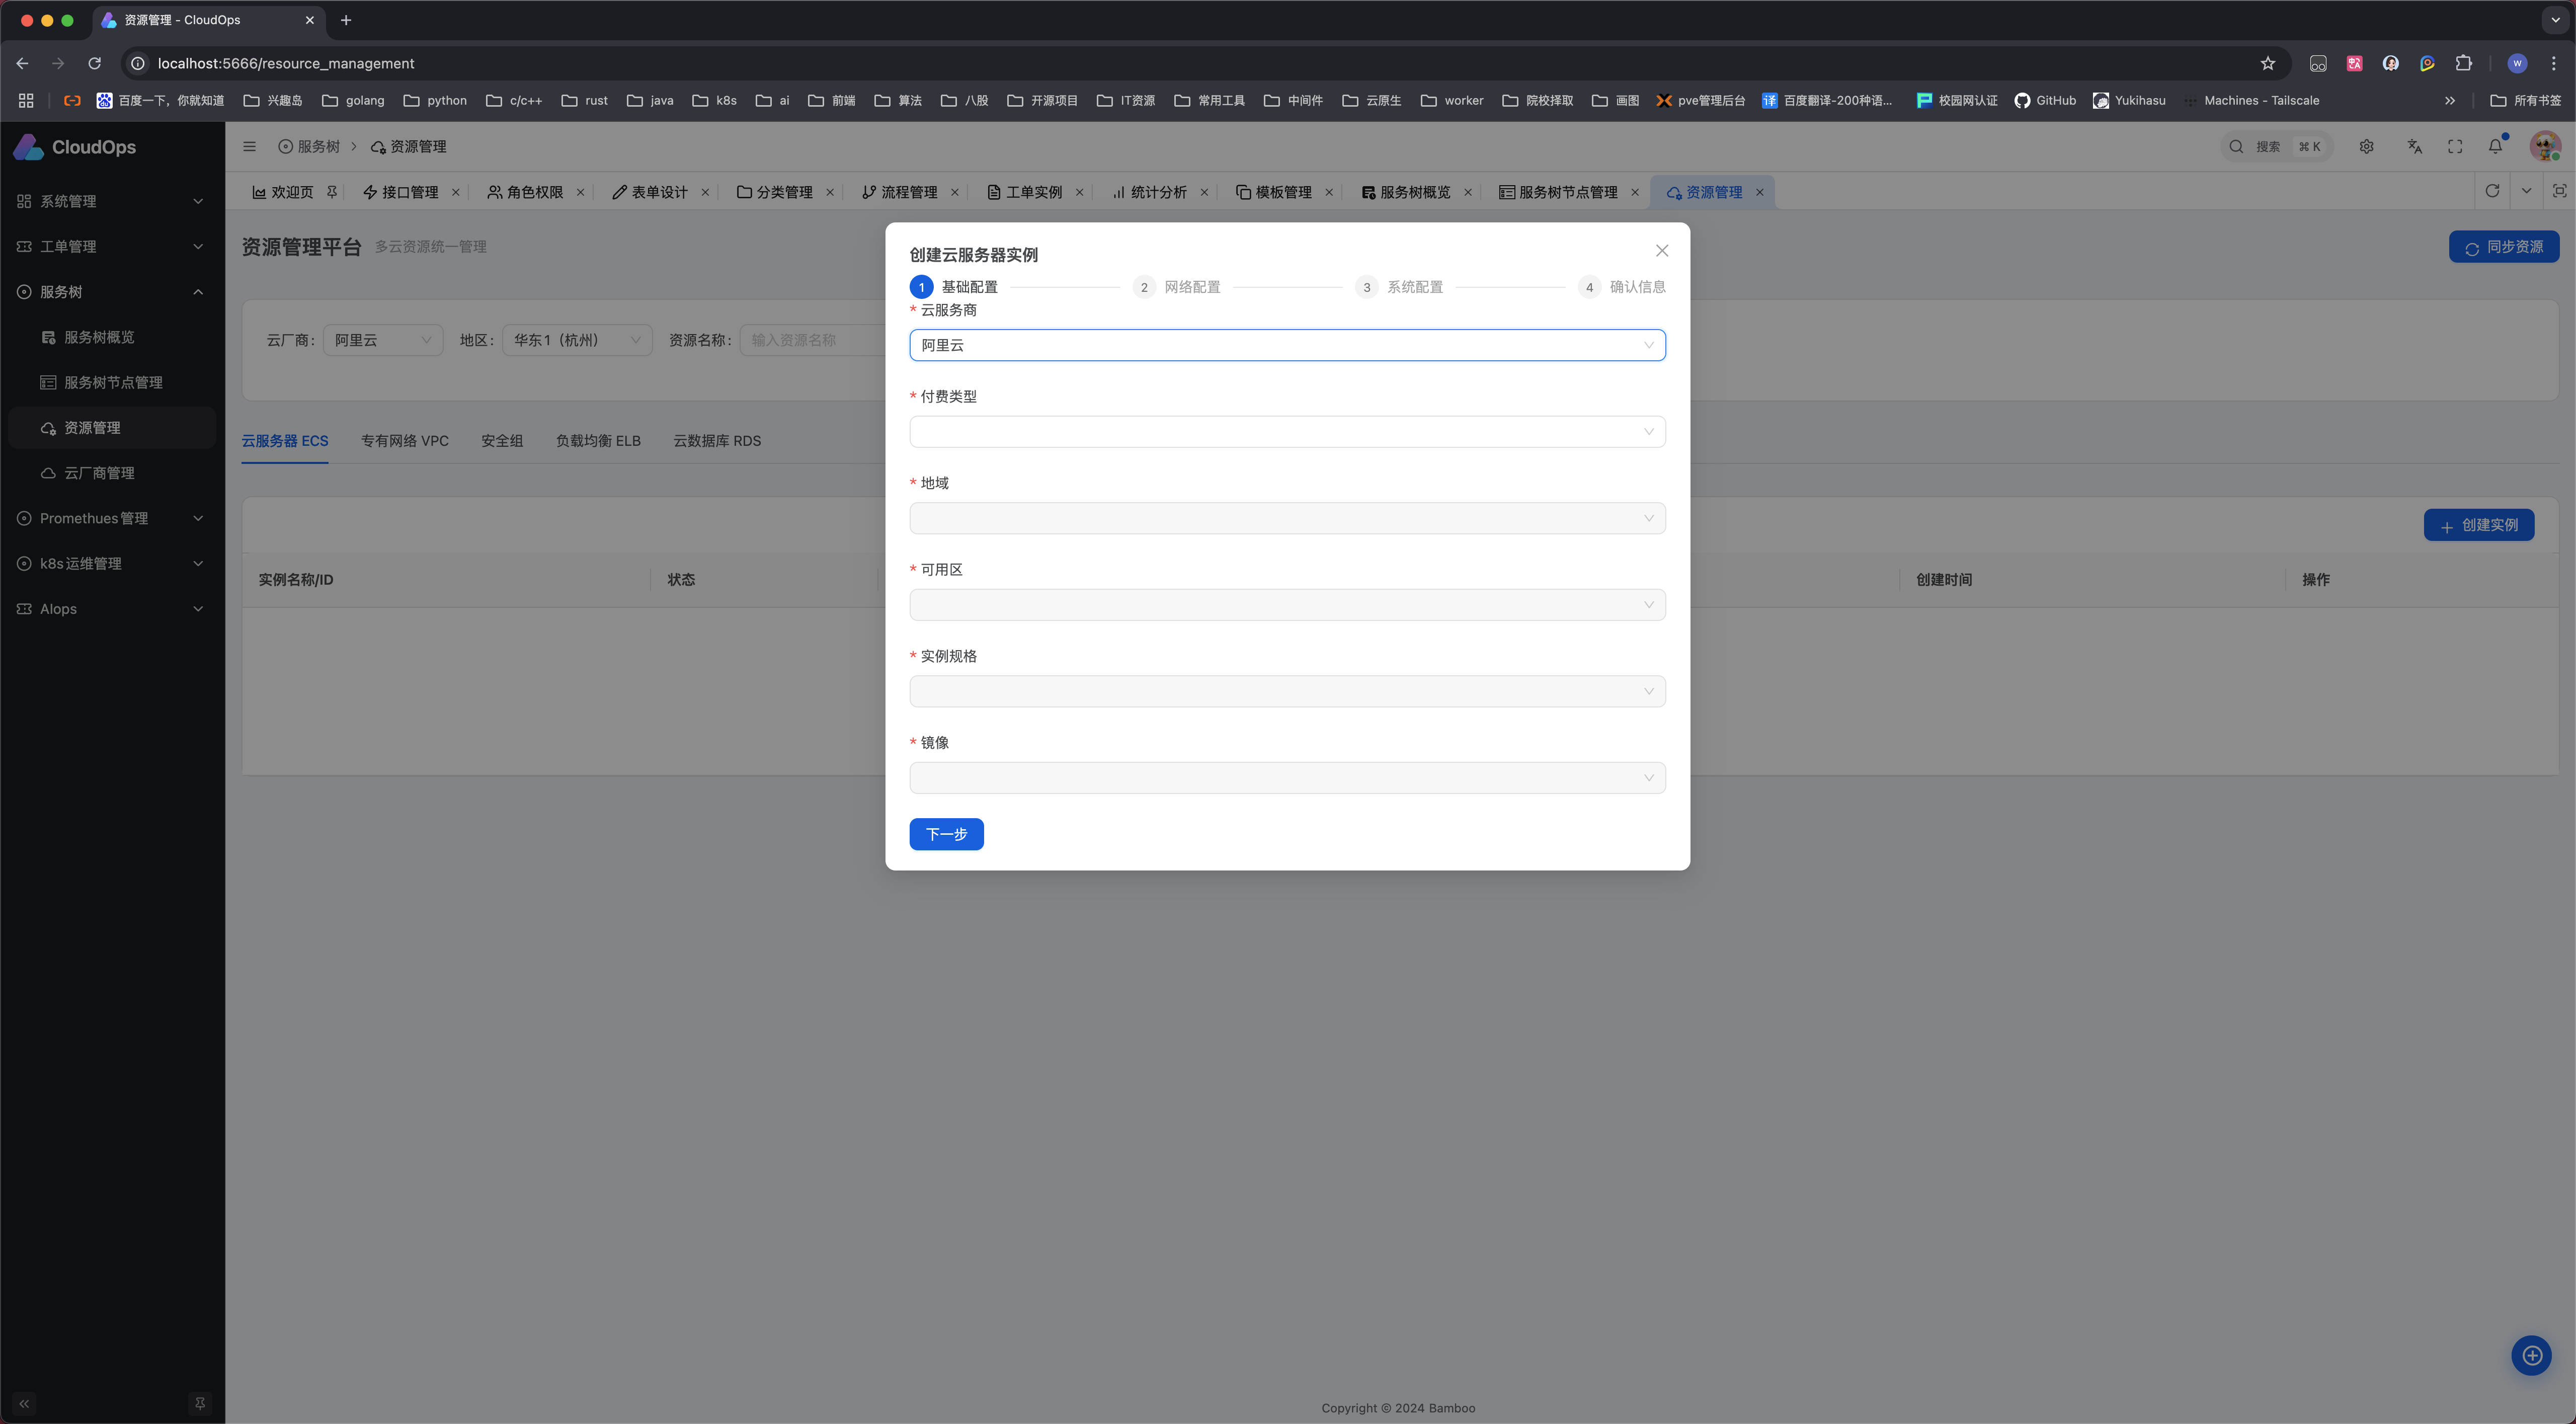 资源管理 - CloudOps
localhost:5666/resource_management
百度一下，你就知道 兴趣岛 golang python c/c++ rust java k8s ai 前端 算法 八股 开源项目 IT资源 常用工具 中间件 云原生 worker 院校择取 画图 pve管理后台 百度翻译-200种语... 校园网认证 GitHub Yukihasu Machines - Tailscale 所有书签
CloudOps
服务树 资源管理
搜索 ⌘ K
欢迎页 接口管理 角色权限 表单设计 分类管理 流程管理 工单实例 统计分析 模板管理 服务树概览 服务树节点管理 资源管理
系统管理
工单管理
服务树
服务树概览
服务树节点管理
资源管理
云厂商管理
Promethues管理
k8s运维管理
AIops
资源管理平台 多云资源统一管理
同步资源
云厂商： 阿里云 地区： 华东1（杭州） 资源名称： 输入资源名称
云服务器 ECS 专有网络 VPC 安全组 负载均衡 ELB 云数据库 RDS
创建实例
实例名称/ID 状态 创建时间 操作
创建云服务器实例
1 基础配置 2 网络配置 3 系统配置 4 确认信息
* 云服务商
阿里云
* 付费类型
* 地域
* 可用区
* 实例规格
* 镜像
下一步
Copyright © 2024 Bamboo